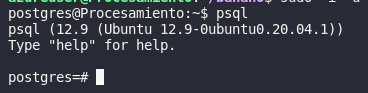 postgres@Procesamiento:~$ psql
psql (12.9 (Ubuntu 12.9-0ubuntu0.20.04.1))
Type "help" for help.
postgres=#